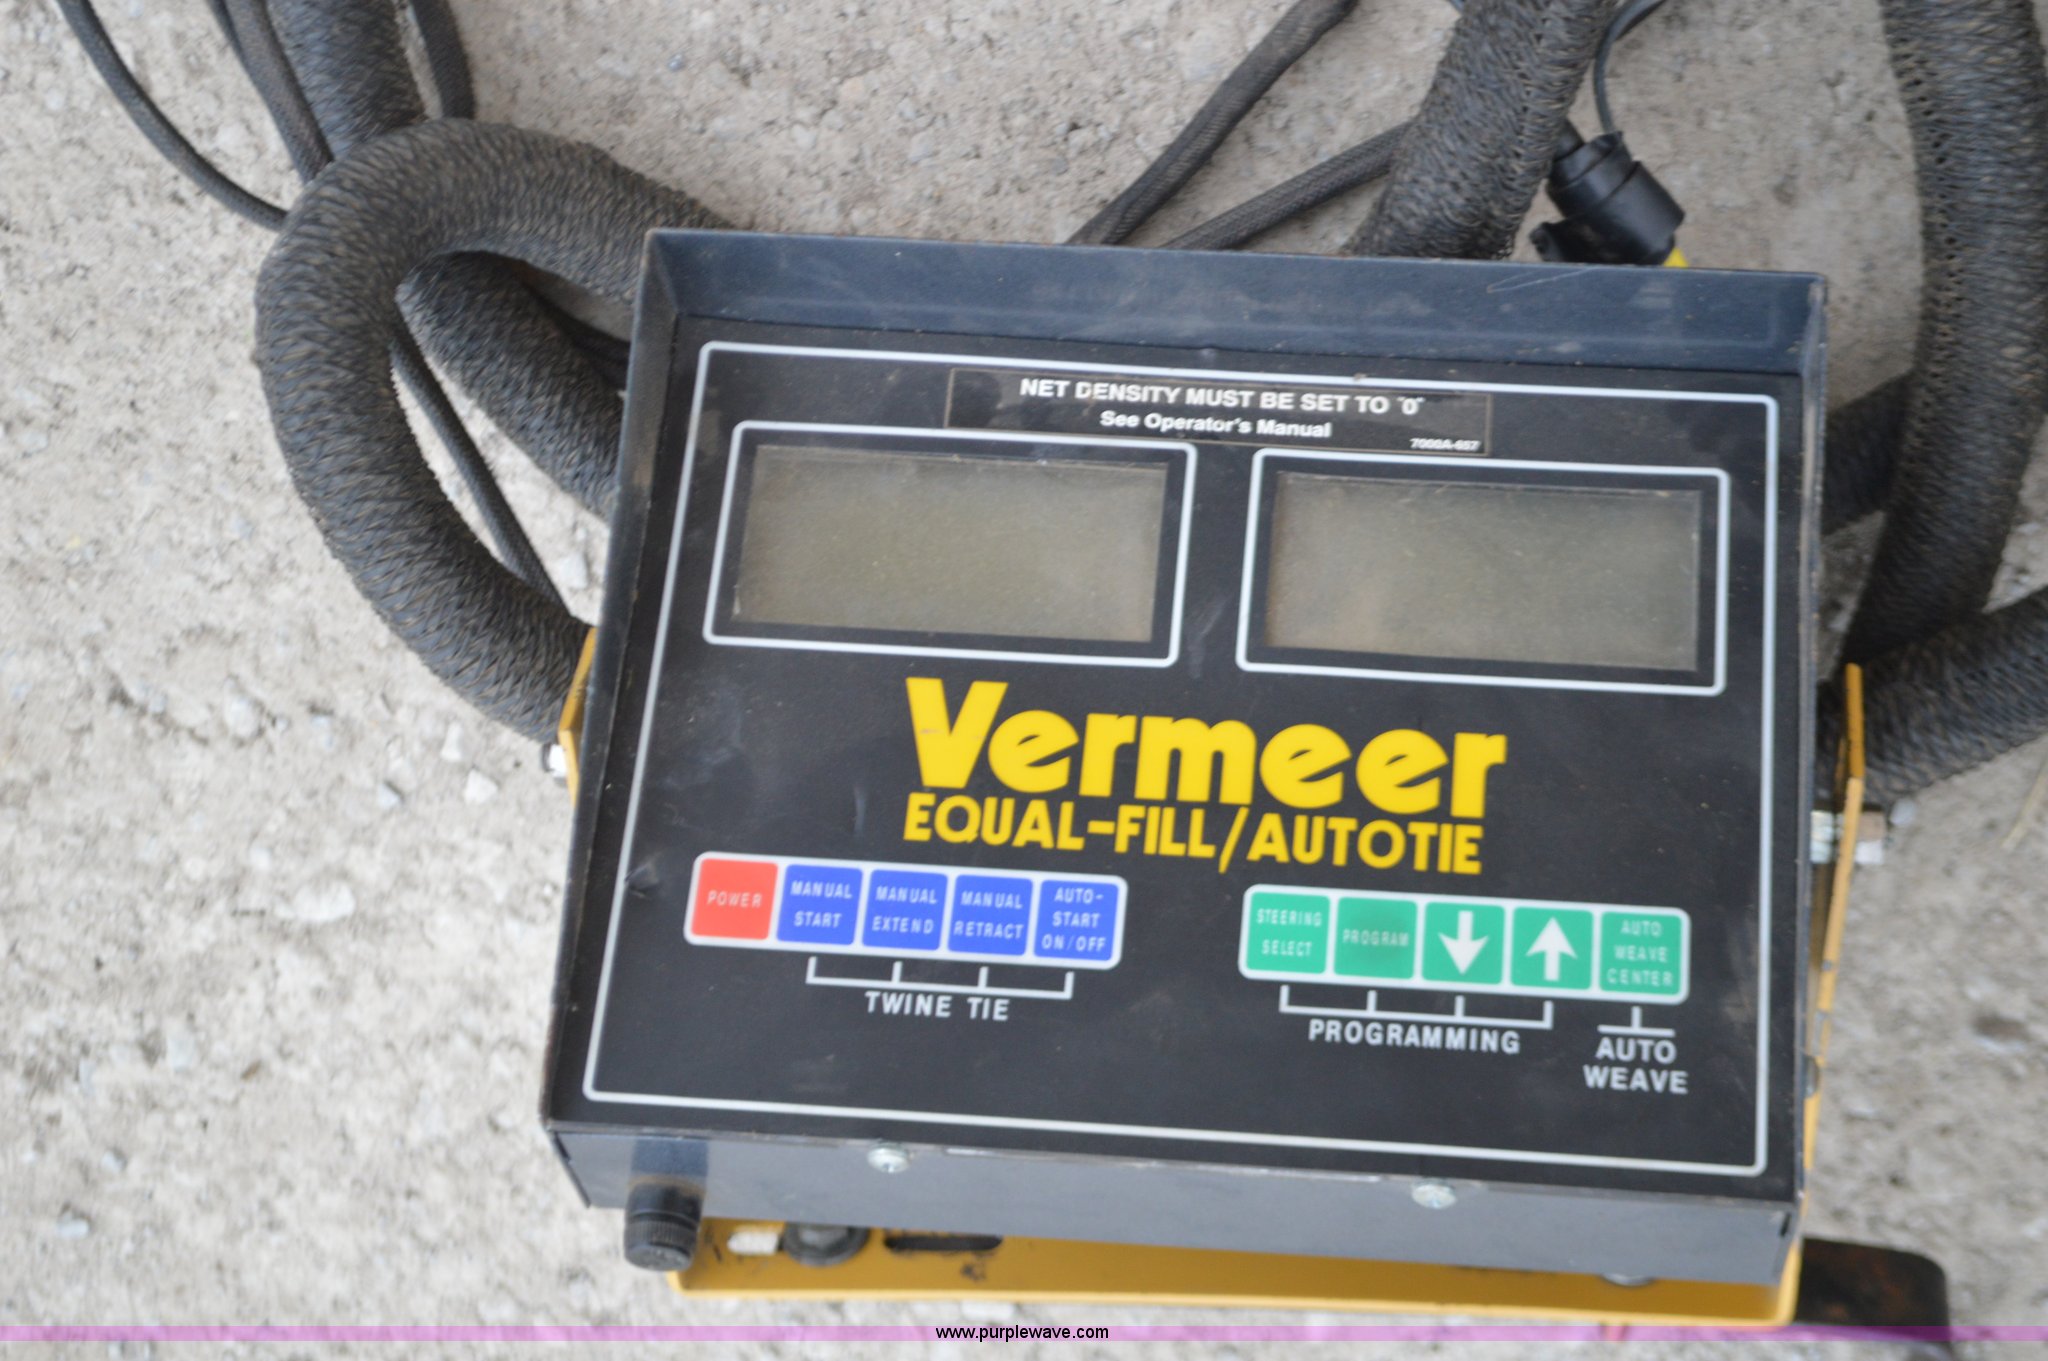 NET DENSITY MUST BE SET TO "0"
See Operator's Manual
7000A-657
Vermeer
EQUAL-FILL/AUTOTIE
POWER
MANUAL
START
MANUAL
EXTEND
MANUAL
RETRACT
AUTO-
START
ON/OFF
TWINE TIE
STEERING
SELECT
PROGRAM
AUTO
WEAVE
CENTER
PROGRAMMING
AUTO
WEAVE
www.purplewave.com